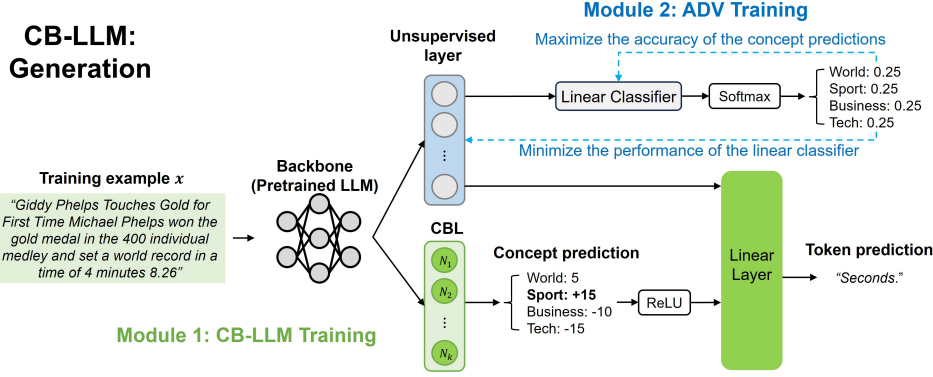 CB-LLM:
Generation
Module 2: ADV Training
Maximize the accuracy of the concept predictions
Unsupervised
layer
Linear Classifier
Softmax
World: 0.25
Sport: 0.25
Business: 0.25
Tech: 0.25
Minimize the performance of the linear classifier
...
Backbone
(Pretrained LLM)
Training example x
“Giddy Phelps Touches Gold for
First Time Michael Phelps won the
gold medal in the 400 individual
medley and set a world record in a
time of 4 minutes 8.26”
CBL
N1
N2
...
Nk
Concept prediction
World: 5
Sport: +15
Business: -10
Tech: -15
ReLU
Linear
Layer
Token prediction
“Seconds.”
Module 1: CB-LLM Training